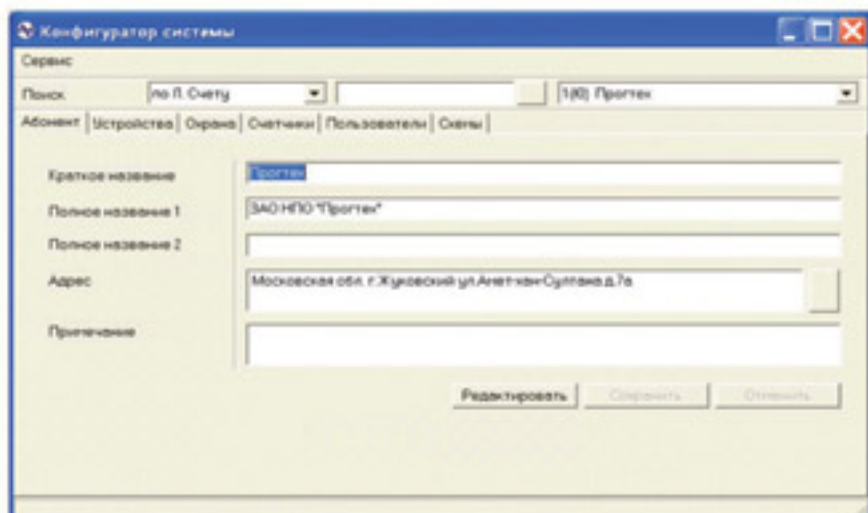 Конфигуратор системы
Сервис
Поиск по Л. Счету 1(Ю) Прогтех
Абонент Устройства Охрана Счетчики Пользователи Схемы
Краткое название Прогтех
Полное название 1 ЗАО НПО "Прогтех"
Полное название 2
Адрес Московская обл. г.Жуковский ул.Амет-хан-Султана.д.7а
Примечание
Редактировать Сохранить Отменить